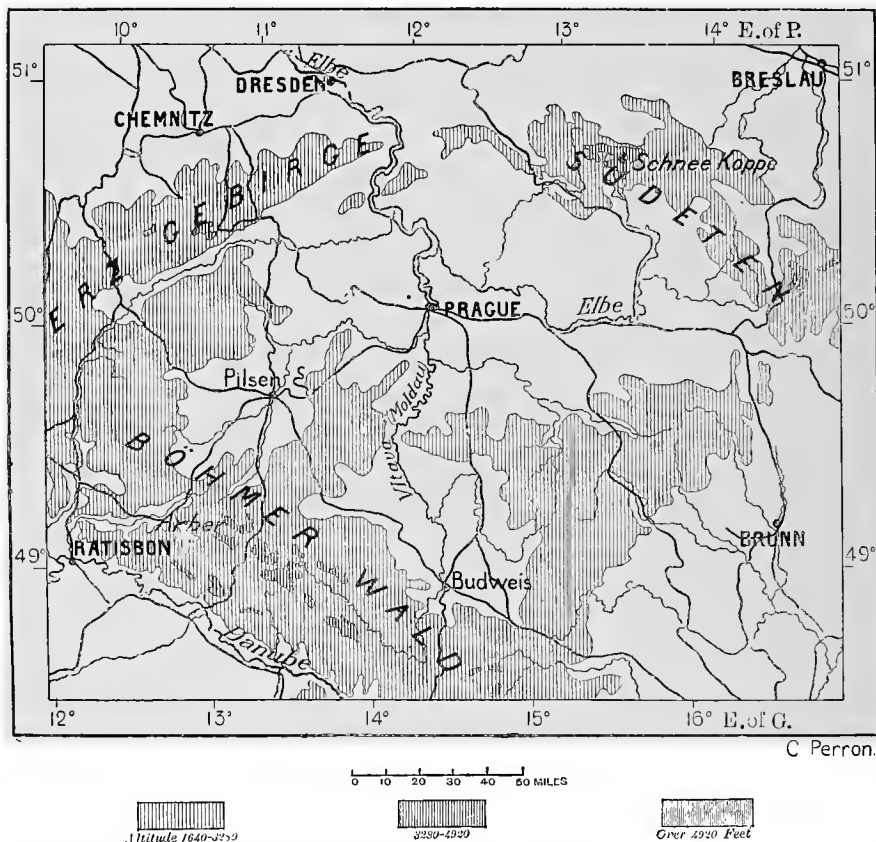 10° 11° 12° 13° 14° E. of P.
51° 51°
Elbe
DRESDEN
BRESLAU
CHEMNITZ
ERZ GEBIRGE
Schnee Koppe
SUDETEN
50° 50°
PRAGUE
Elbe
Pilsen
Moldau
Vltava
BÖHMER WALD
Arber
RATISBON
BRUNN
49° 49°
Budweis
Danube
12° 13° 14° 15° 16° E. of G.
C Perron.
0 10 20 30 40 50 MILES
Altitude 1640-3280
3280-4920
Over 4920 Feet